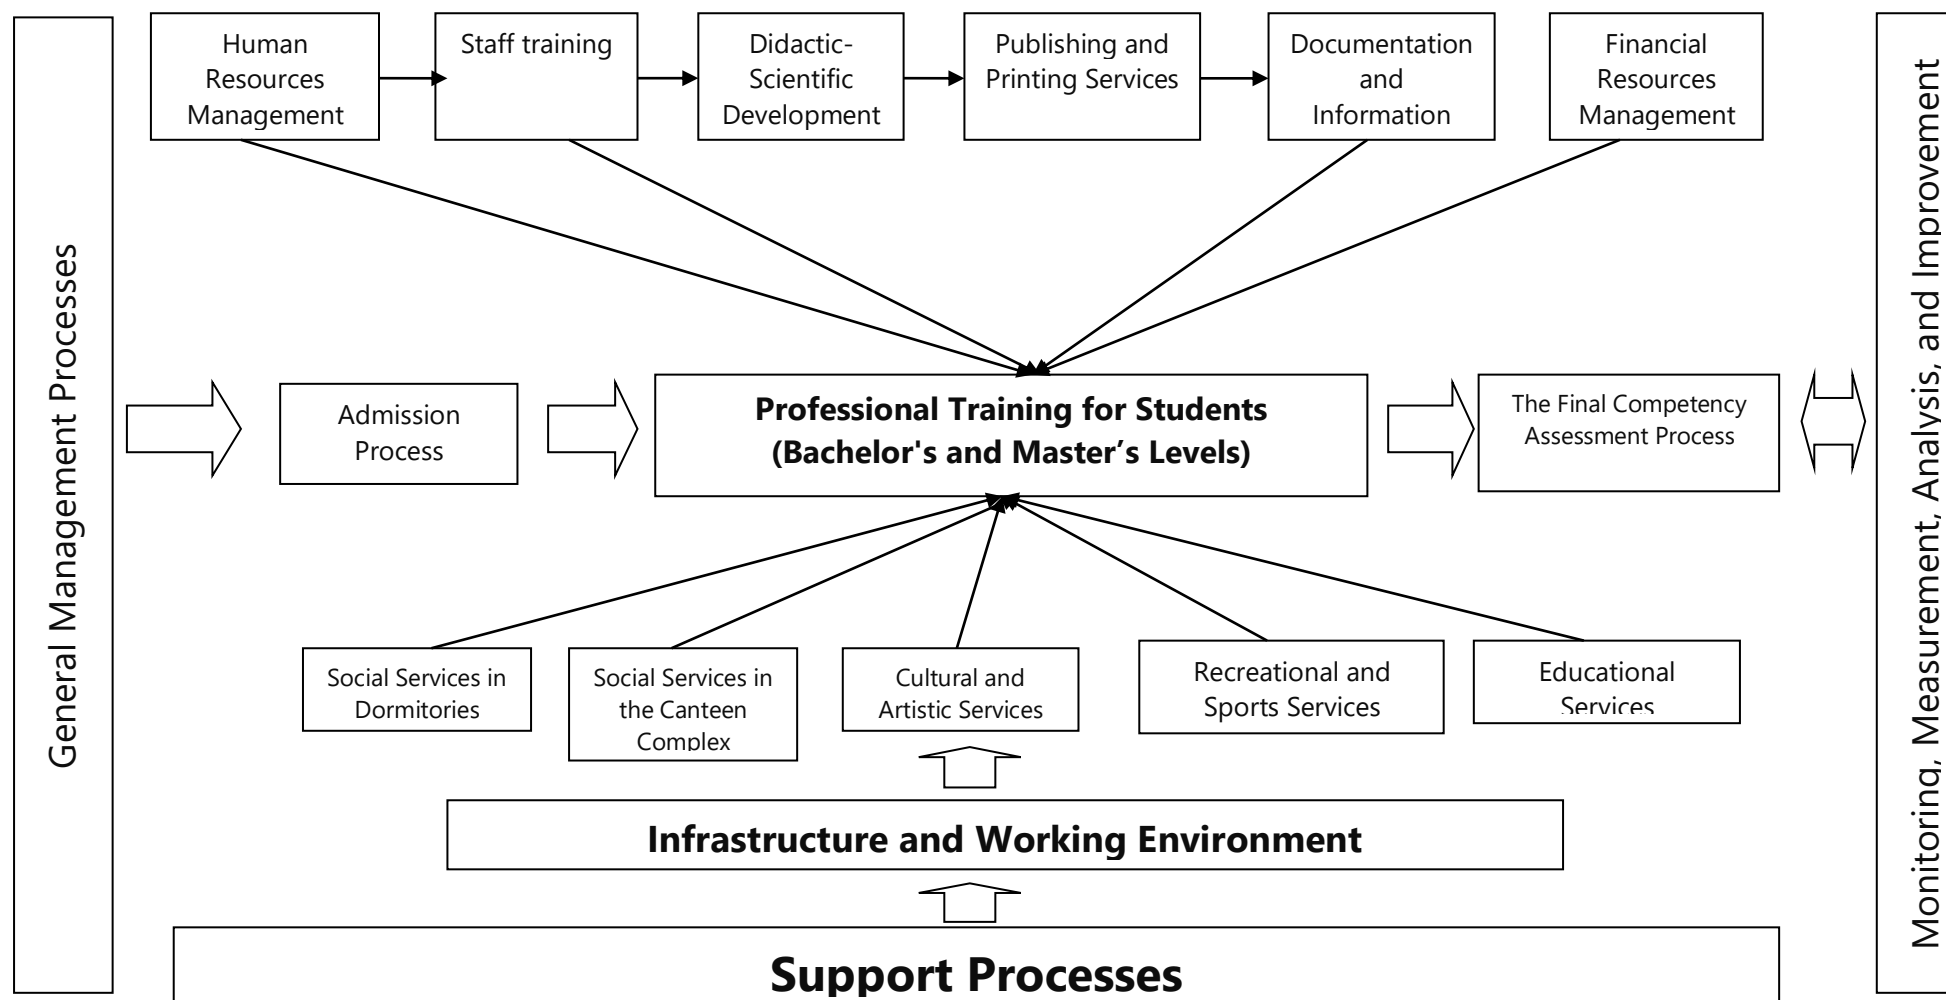 Human
Resources
Management
Staff training
Didactic-
Scientific
Development
Publishing and
Printing Services
Documentation
and
Information
Financial
Resources
Management
General Management Processes
Admission
Process
Professional Training for Students
(Bachelor's and Master’s Levels)
The Final Competency
Assessment Process
Monitoring, Measurement, Analysis, and Improvement
Social Services in
Dormitories
Social Services in
the Canteen
Complex
Cultural and
Artistic Services
Recreational and
Sports Services
Educational
Services
Infrastructure and Working Environment
Support Processes